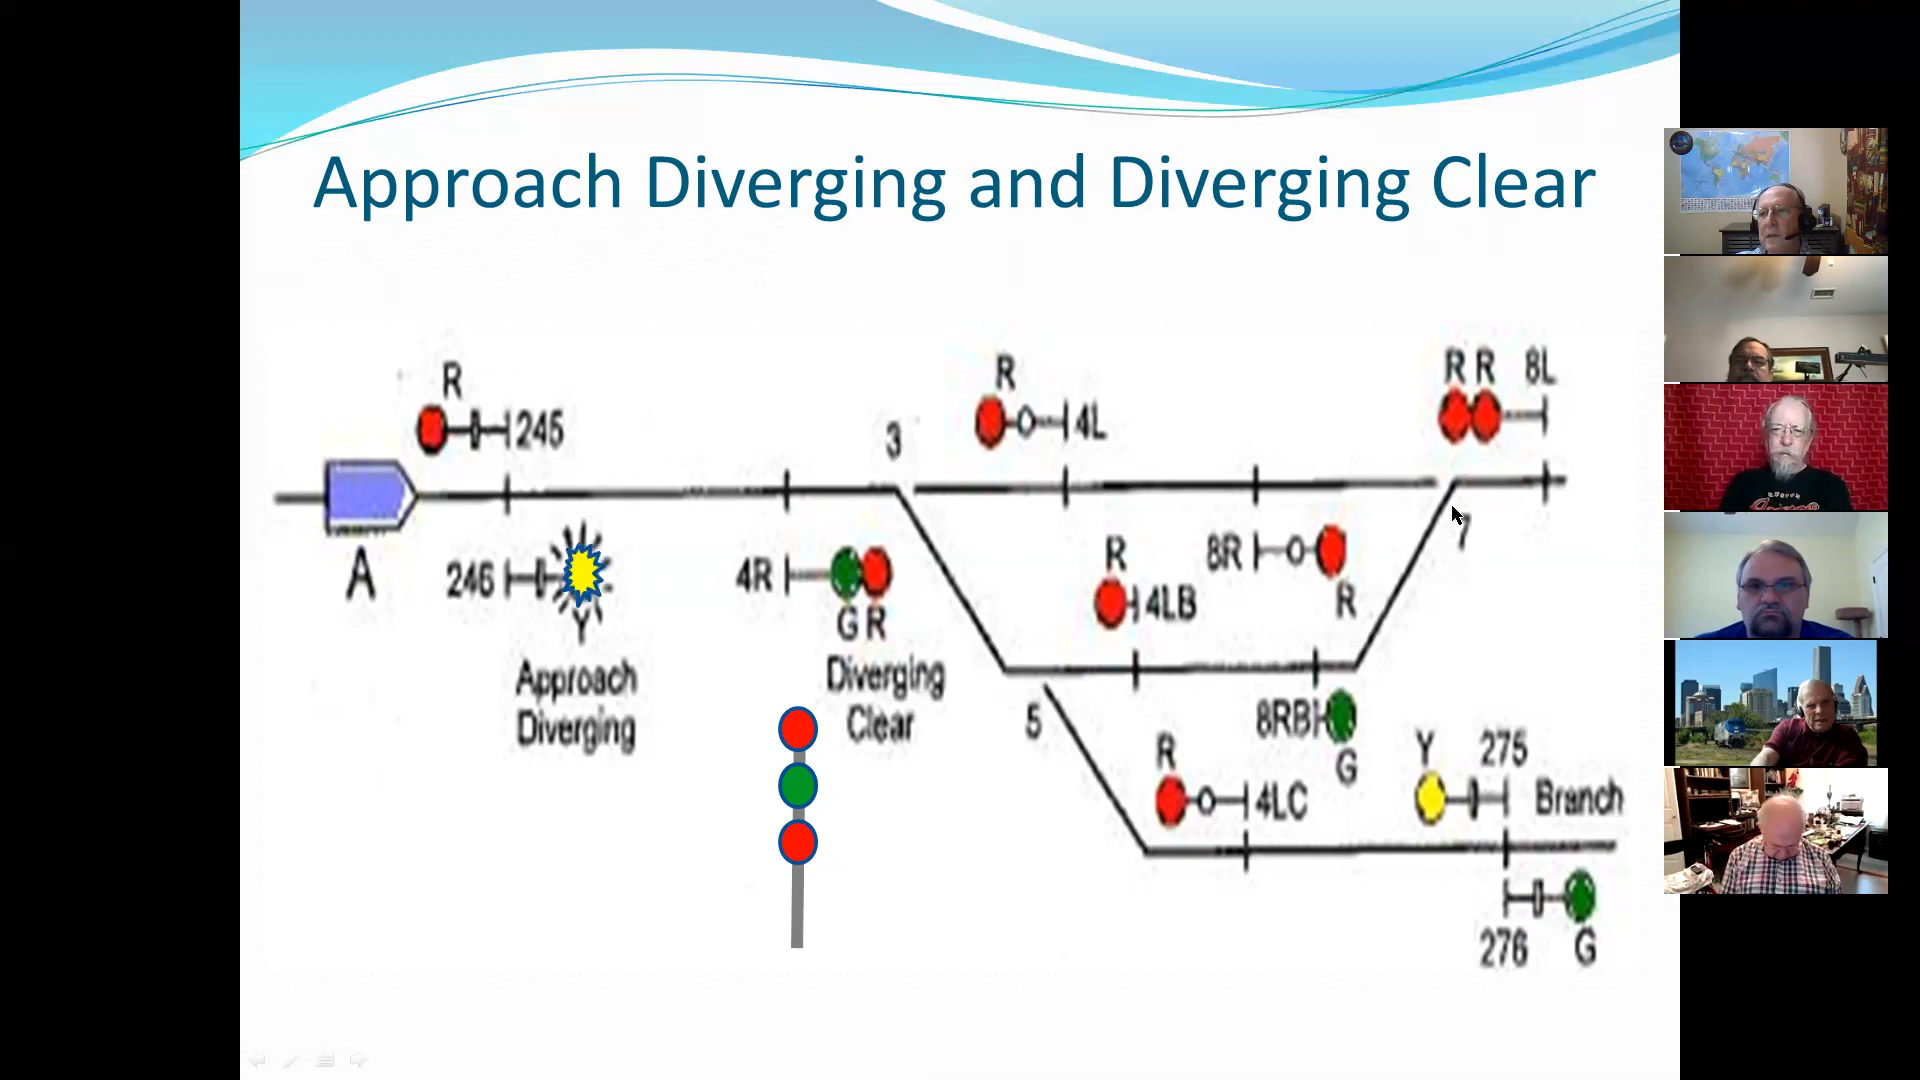 Approach Diverging and Diverging Clear
R
245
R
4L
R R 8L
3
A
246
Y
Approach
Diverging
4R
G R
Diverging
Clear
R
4LB
8R
R
7
5
8RB
G
R
4LC
Y
275
Branch
276
G